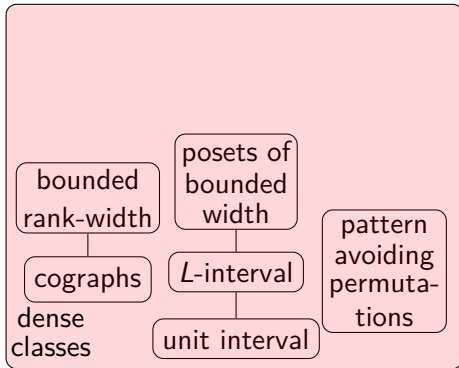 posets of
bounded
width
bounded
rank-width
pattern
avoiding
permuta-
tions
cographs
L-interval
dense
classes
unit interval